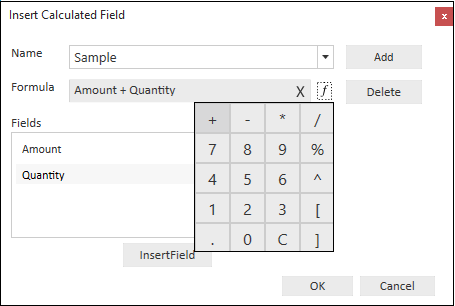 Insert Calculated Field x
Name Sample Add
Formula Amount + Quantity X f Delete
Fields
+ - * /
Amount
7 8 9 %
Quantity
4 5 6 ^
1 2 3 [
. 0 C ]
InsertField
OK Cancel